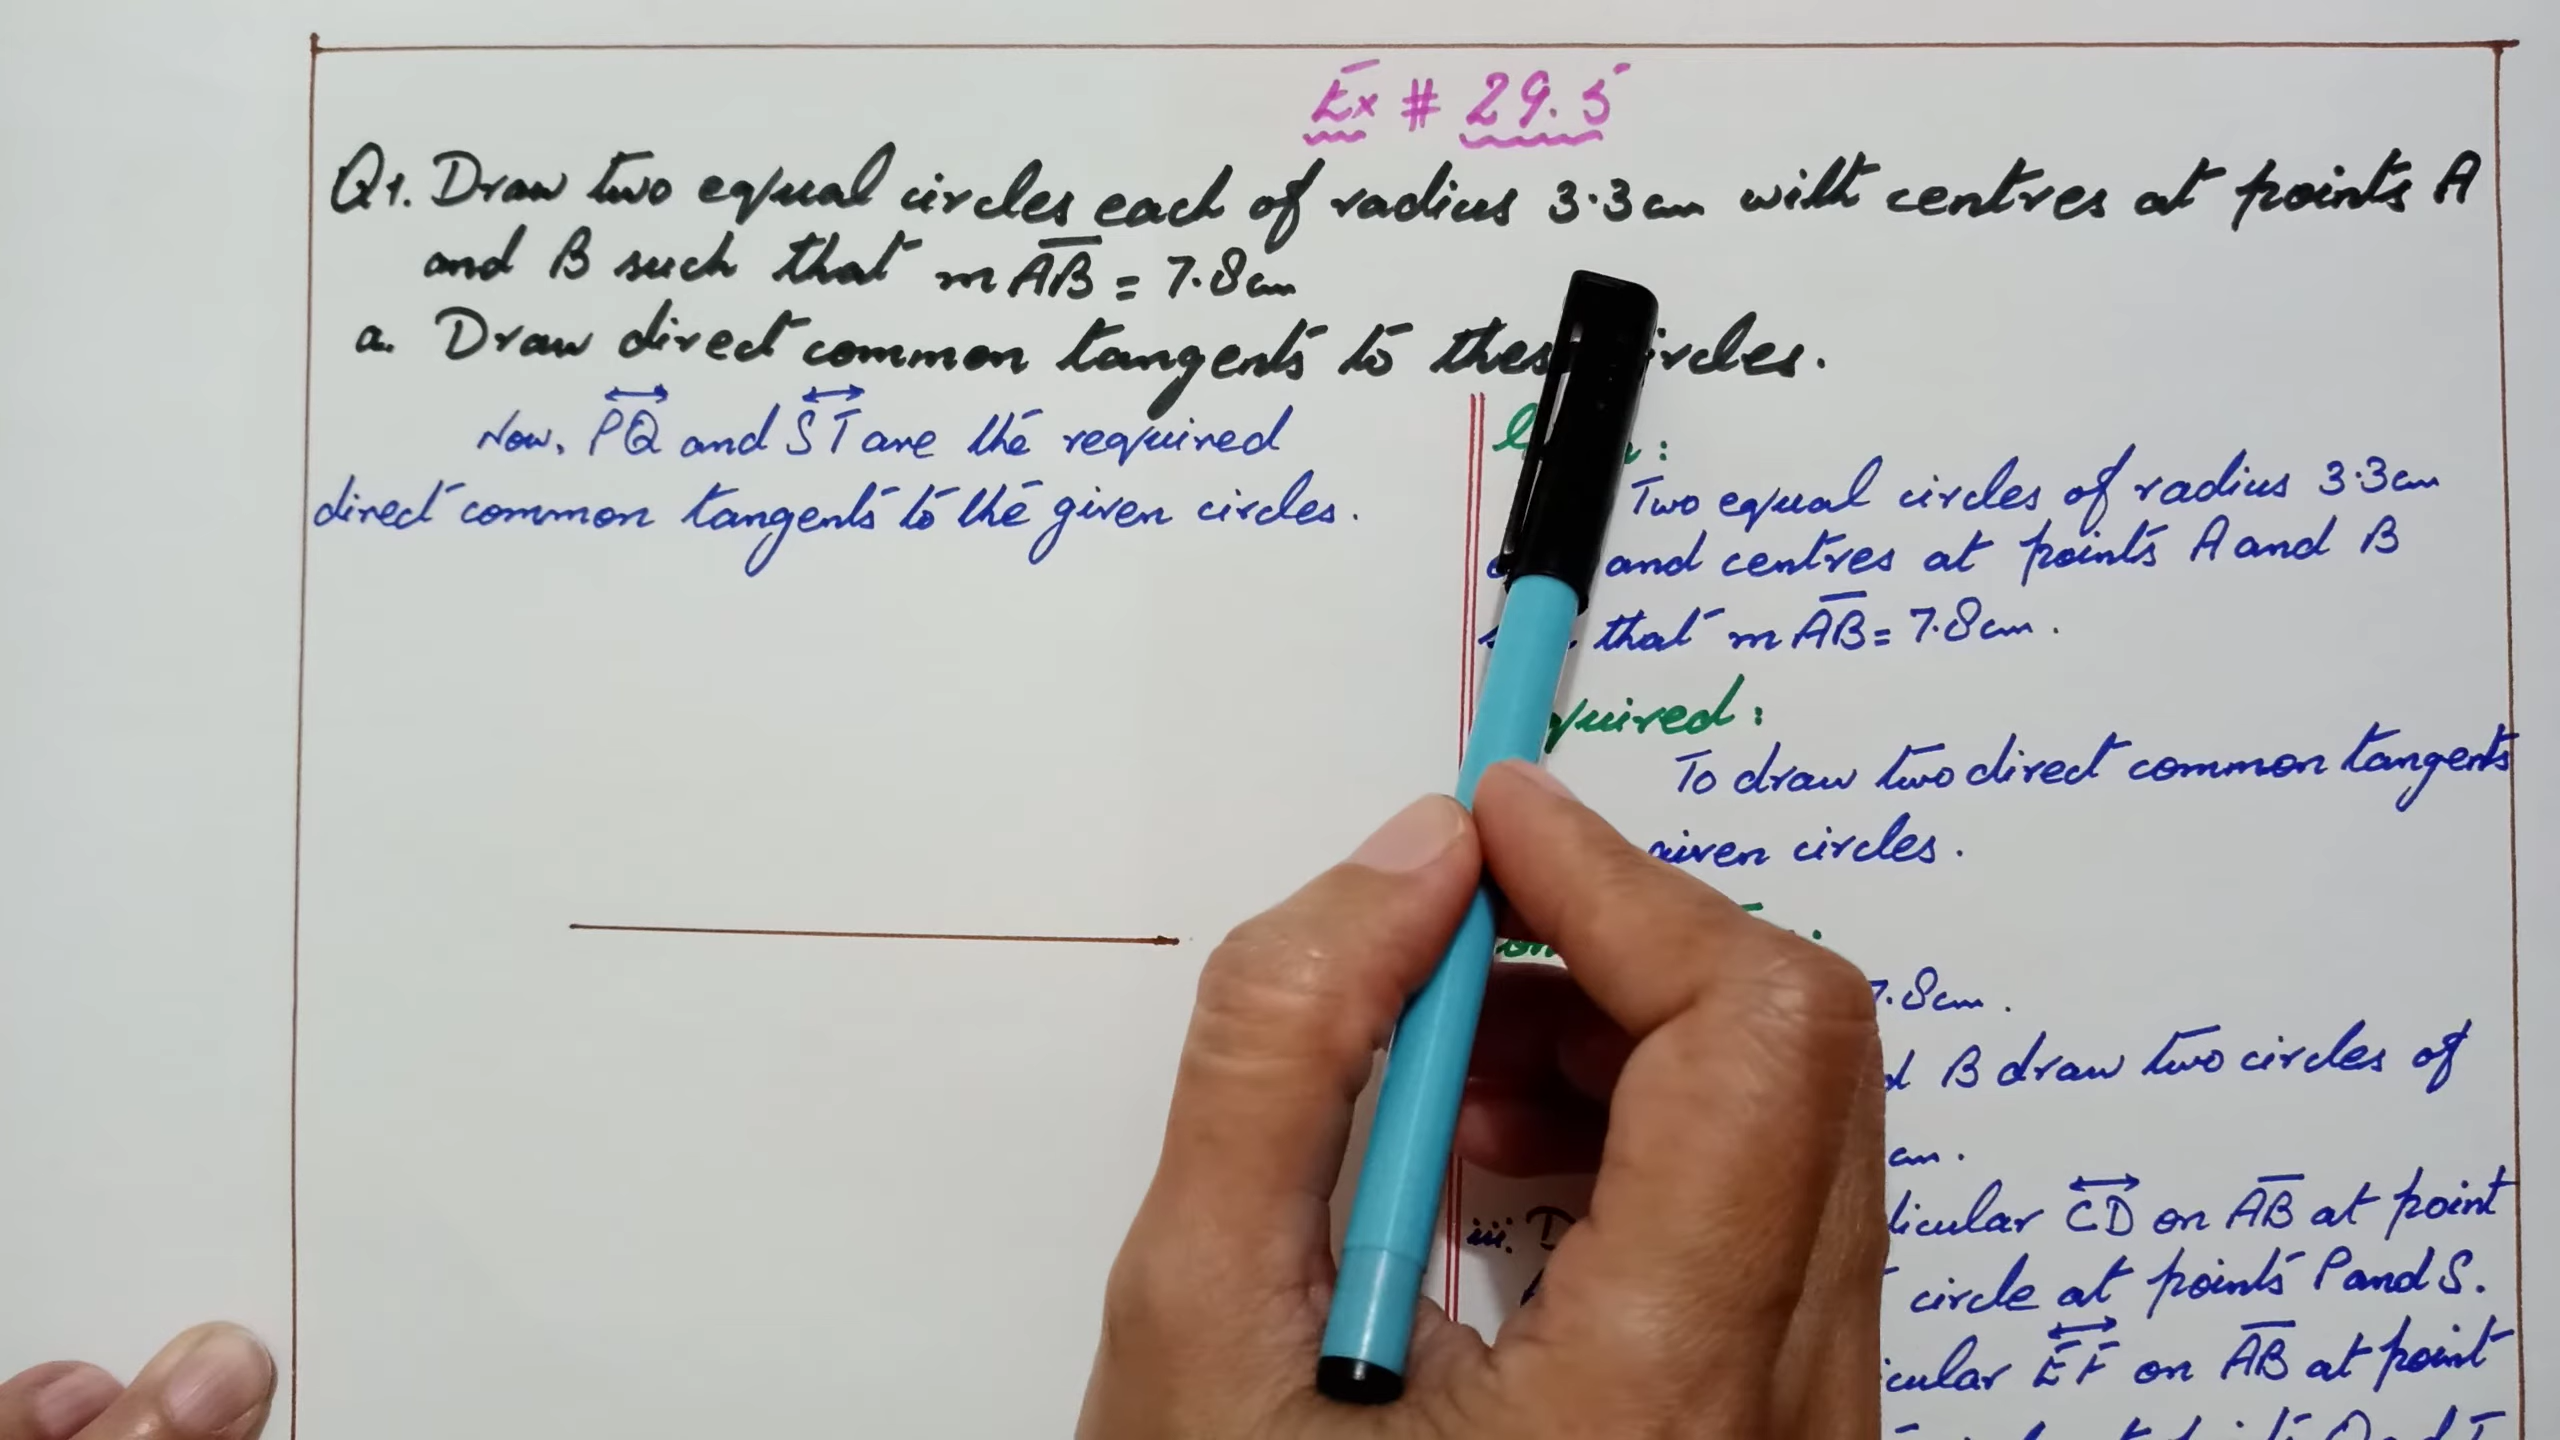 Ex # 29.5
Q1. Draw two equal circles each of radius 3.3cm with centres at points A
and B such that mAB = 7.8cm
a. Draw direct common tangents to these circles.
Now, PQ and ST are the required
direct common tangents to the given circles.
Two equal circles of radius 3.3cm
and centres at points A and B
that mAB = 7.8cm.
quired:
To draw two direct common tangents
given circles.
7.8cm.
B draw two circles of
cm.
iii. D
dicular CD on AB at point
circle at points P and S.
icular EF on AB at point